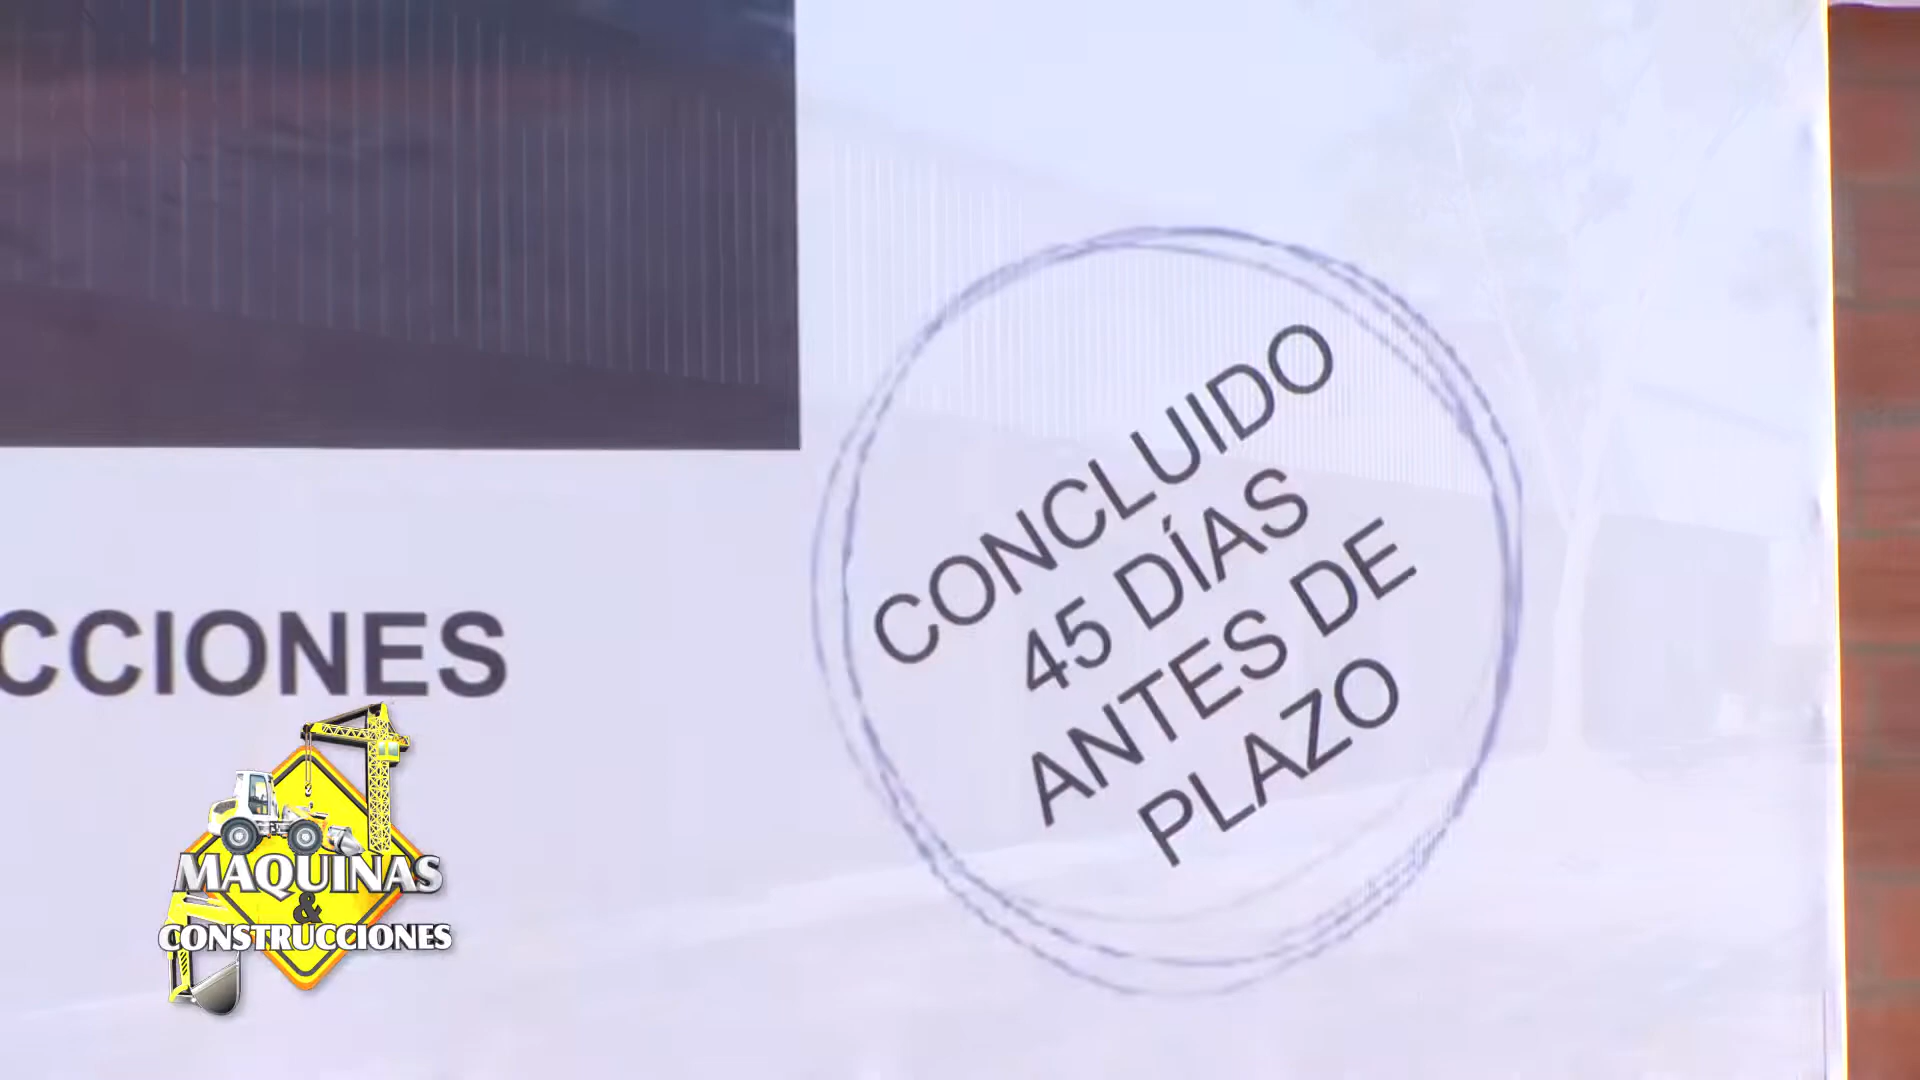 CONCLUIDO
45 DÍAS
ANTES DE
PLAZO
CCIONES
MAQUINAS
&
CONSTRUCCIONES